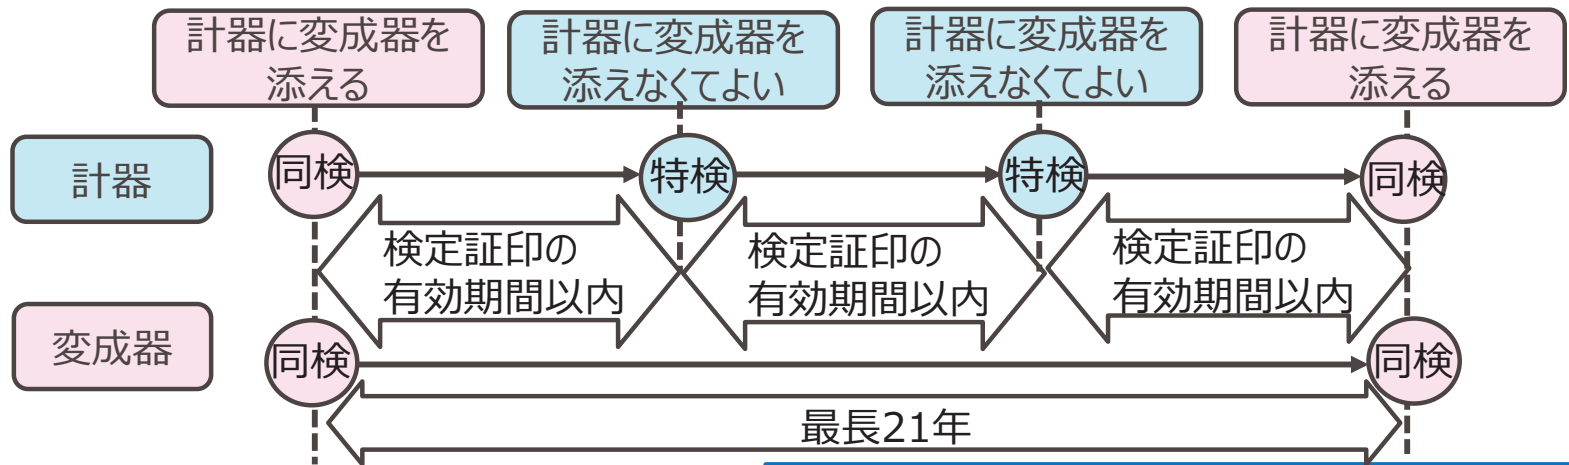 計器に変成器を
添える
計器に変成器を
添えなくてよい
計器に変成器を
添えなくてよい
計器に変成器を
添える
計器
同検
特検
特検
同検
検定証印の
有効期間以内
検定証印の
有効期間以内
検定証印の
有効期間以内
変成器
同検
同検
最長21年